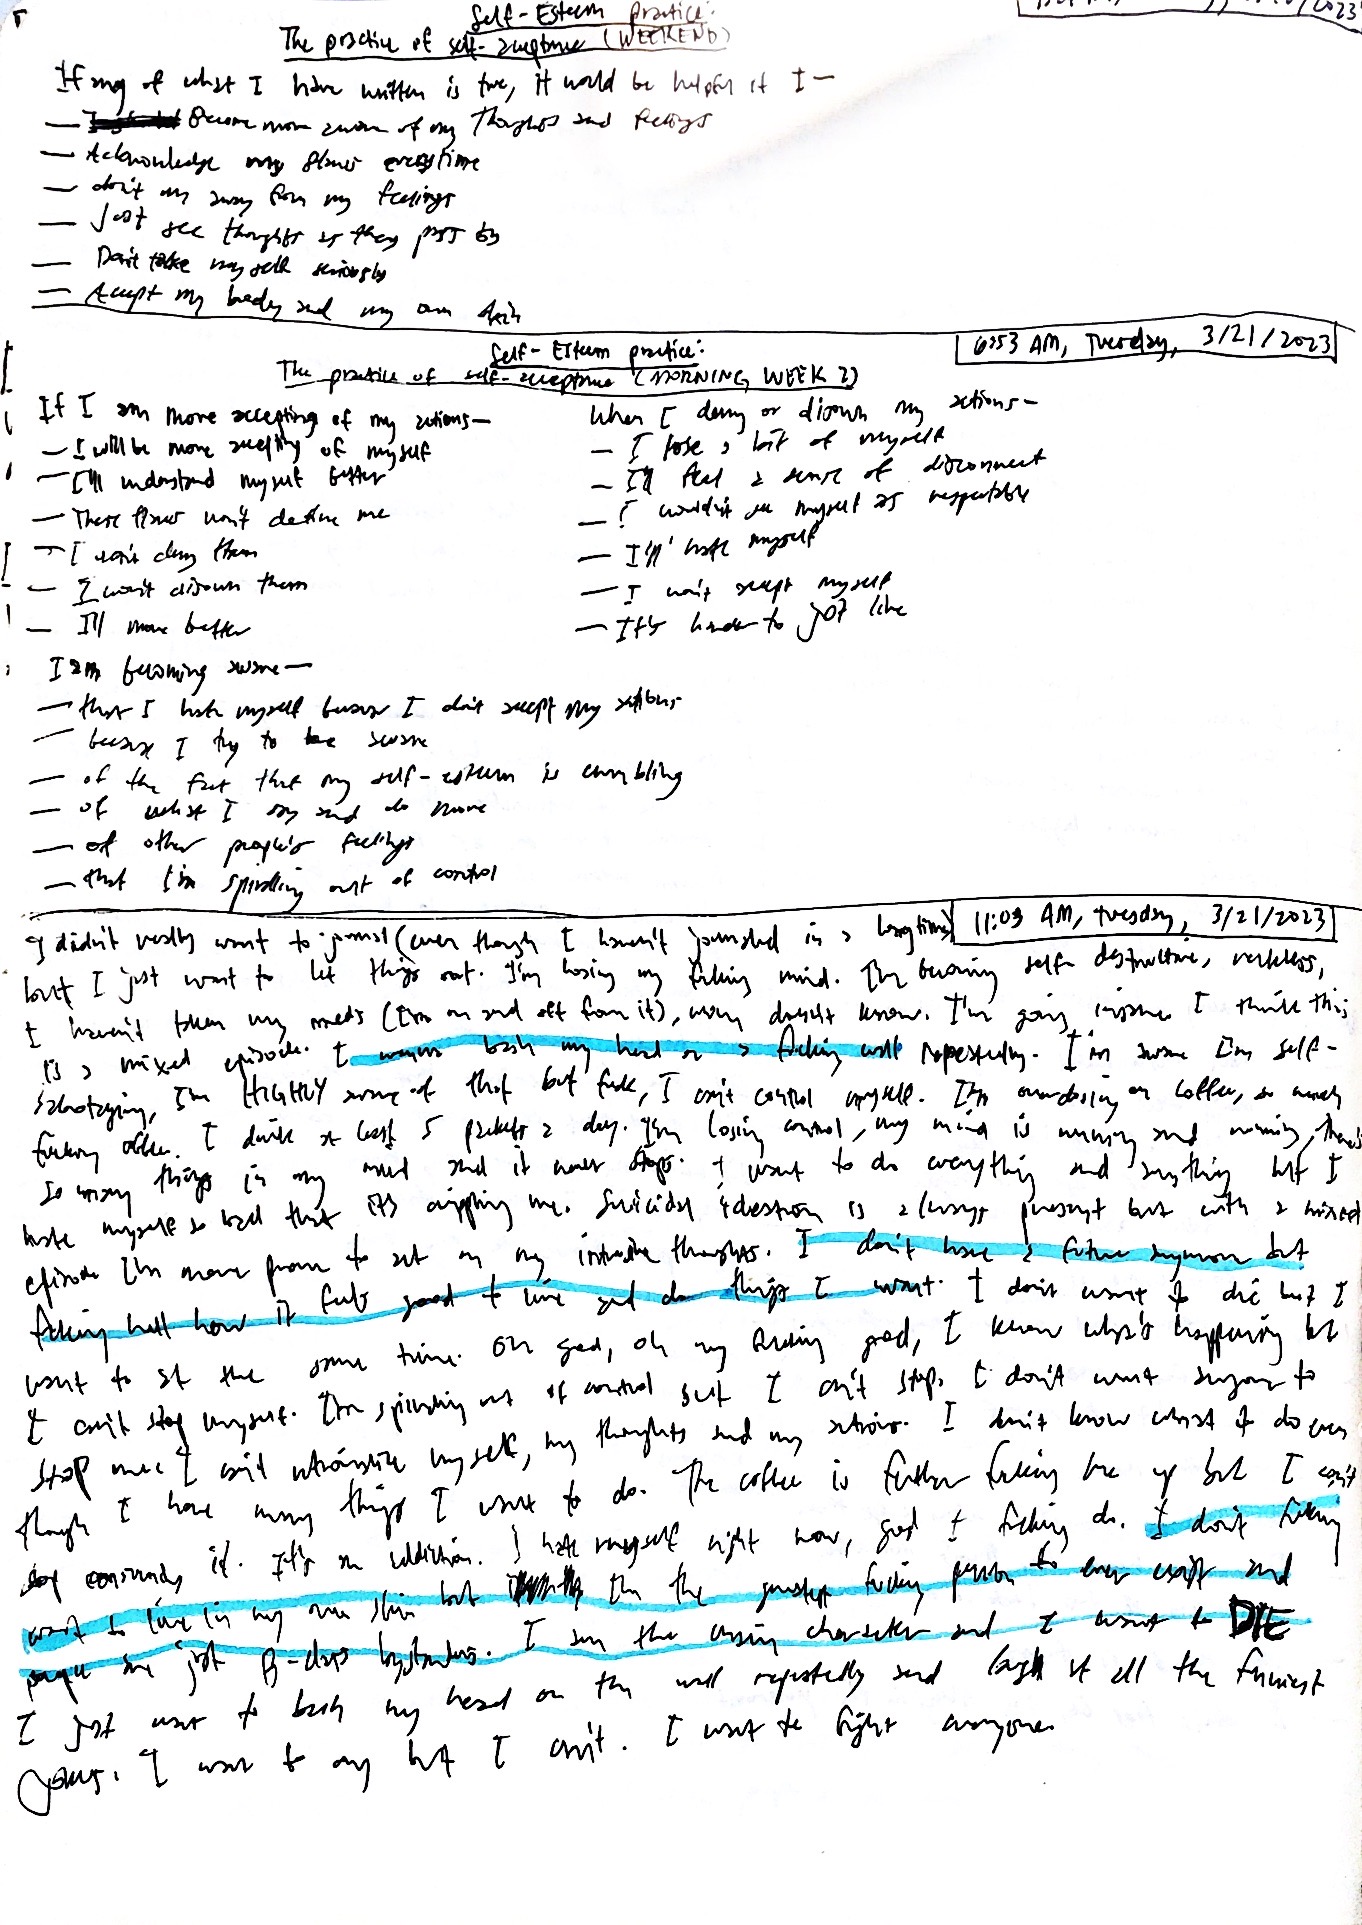 Self-Esteem practice:
The practice of self-acceptance (WEEKEND)
If any of what I have written is true, it would be helpful if I —
— Become more aware of my thoughts and feelings
— Acknowledge my flaws everytime
— don't run away from my feelings
— Just see thoughts as they pass by
— Don't take myself seriously
— Accept my body and my own skin
6:53 AM, Tuesday, 3/21/2023
Self-Esteem practice:
The practice of self-acceptance (MORNING, WEEK 2)
If I am more accepting of my actions—
— I will be more accepting of myself
— I'll understand myself better
— These flaws won't define me
— I won't deny them
— I won't disown them
— I'll move better
When I deny or disown my actions—
— I lose a bit of myself
— I'll feel a sense of disconnect
— I wouldn't see myself as respectable
— I'll hate myself
— I won't accept myself
— It's harder to just live
I am becoming aware—
— that I hate myself because I don't accept my actions
— because I try to be aware
— of the fact that my self-esteem is crumbling
— of what I say and do more
— of other people's feelings
— that I'm spiralling out of control
11:03 AM, Tuesday, 3/21/2023
I didn't really want to journal (even though I haven't journaled in a longtime)
but I just want to let things out. I'm losing my fucking mind. I'm becoming self-destructive, reckless,
I haven't taken my meds (I'm on and off from it), mom doesn't know. I'm going insane I think this
is a mixed episode. I wanna bash my head on a fucking wall repeatedly. I'm aware I'm self-
sabotaging, I'm HIGHLY aware of that but fuck, I can't control myself. I'm overdosing on coffee, so much
fucking coffee. I drink at least 5 packets a day. I'm losing control, my mind is running and running, there's
so many things in my mind and it never stops. I want to do everything and anything but I
hate myself so bad that it's crippling me. Suicidal ideation is always present but with a mixed
episode I'm more prone to act on my intrusive thoughts. I don't have a future anymore but
fucking hell how it feels good to live and do things I want. I don't want to die but I
want to at the same time. Oh god, oh my fucking god, I know what's happening but
I can't stop myself. I'm spiralling out of control but I can't stop. I don't want anyone to
stop me. I can't rationalize myself, my thoughts and my actions. I don't know what to do even
though I have many things I want to do. The coffee is further fucking me up but I can't
stop consuming it. It's an addiction. I hate myself right now, god I fucking do. I don't fucking
want to live in my own skin but I'm the greatest fucking person to ever exist and
people are just B-class bystanders. I am the main character and I want to DIE
I just want to bash my head on the wall repeatedly and laugh at all the funniest
jokes. I want to cry but I can't. I want to fight everyone